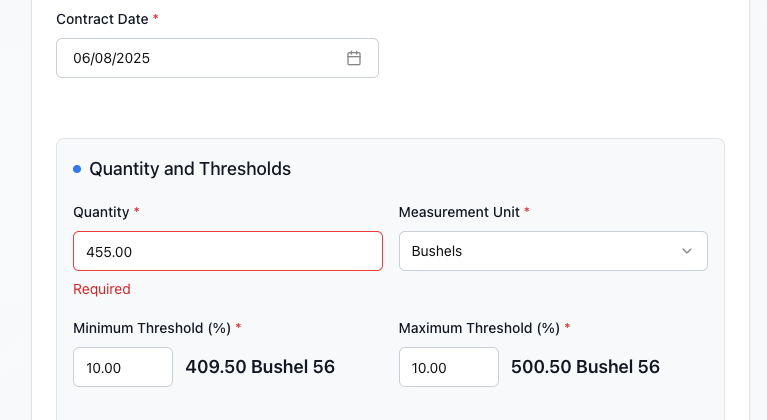 Contract Date *
06/08/2025
Quantity and Thresholds
Quantity *
Measurement Unit *
455.00
Bushels
Required
Minimum Threshold (%) *
Maximum Threshold (%) *
10.00
409.50 Bushel 56
10.00
500.50 Bushel 56